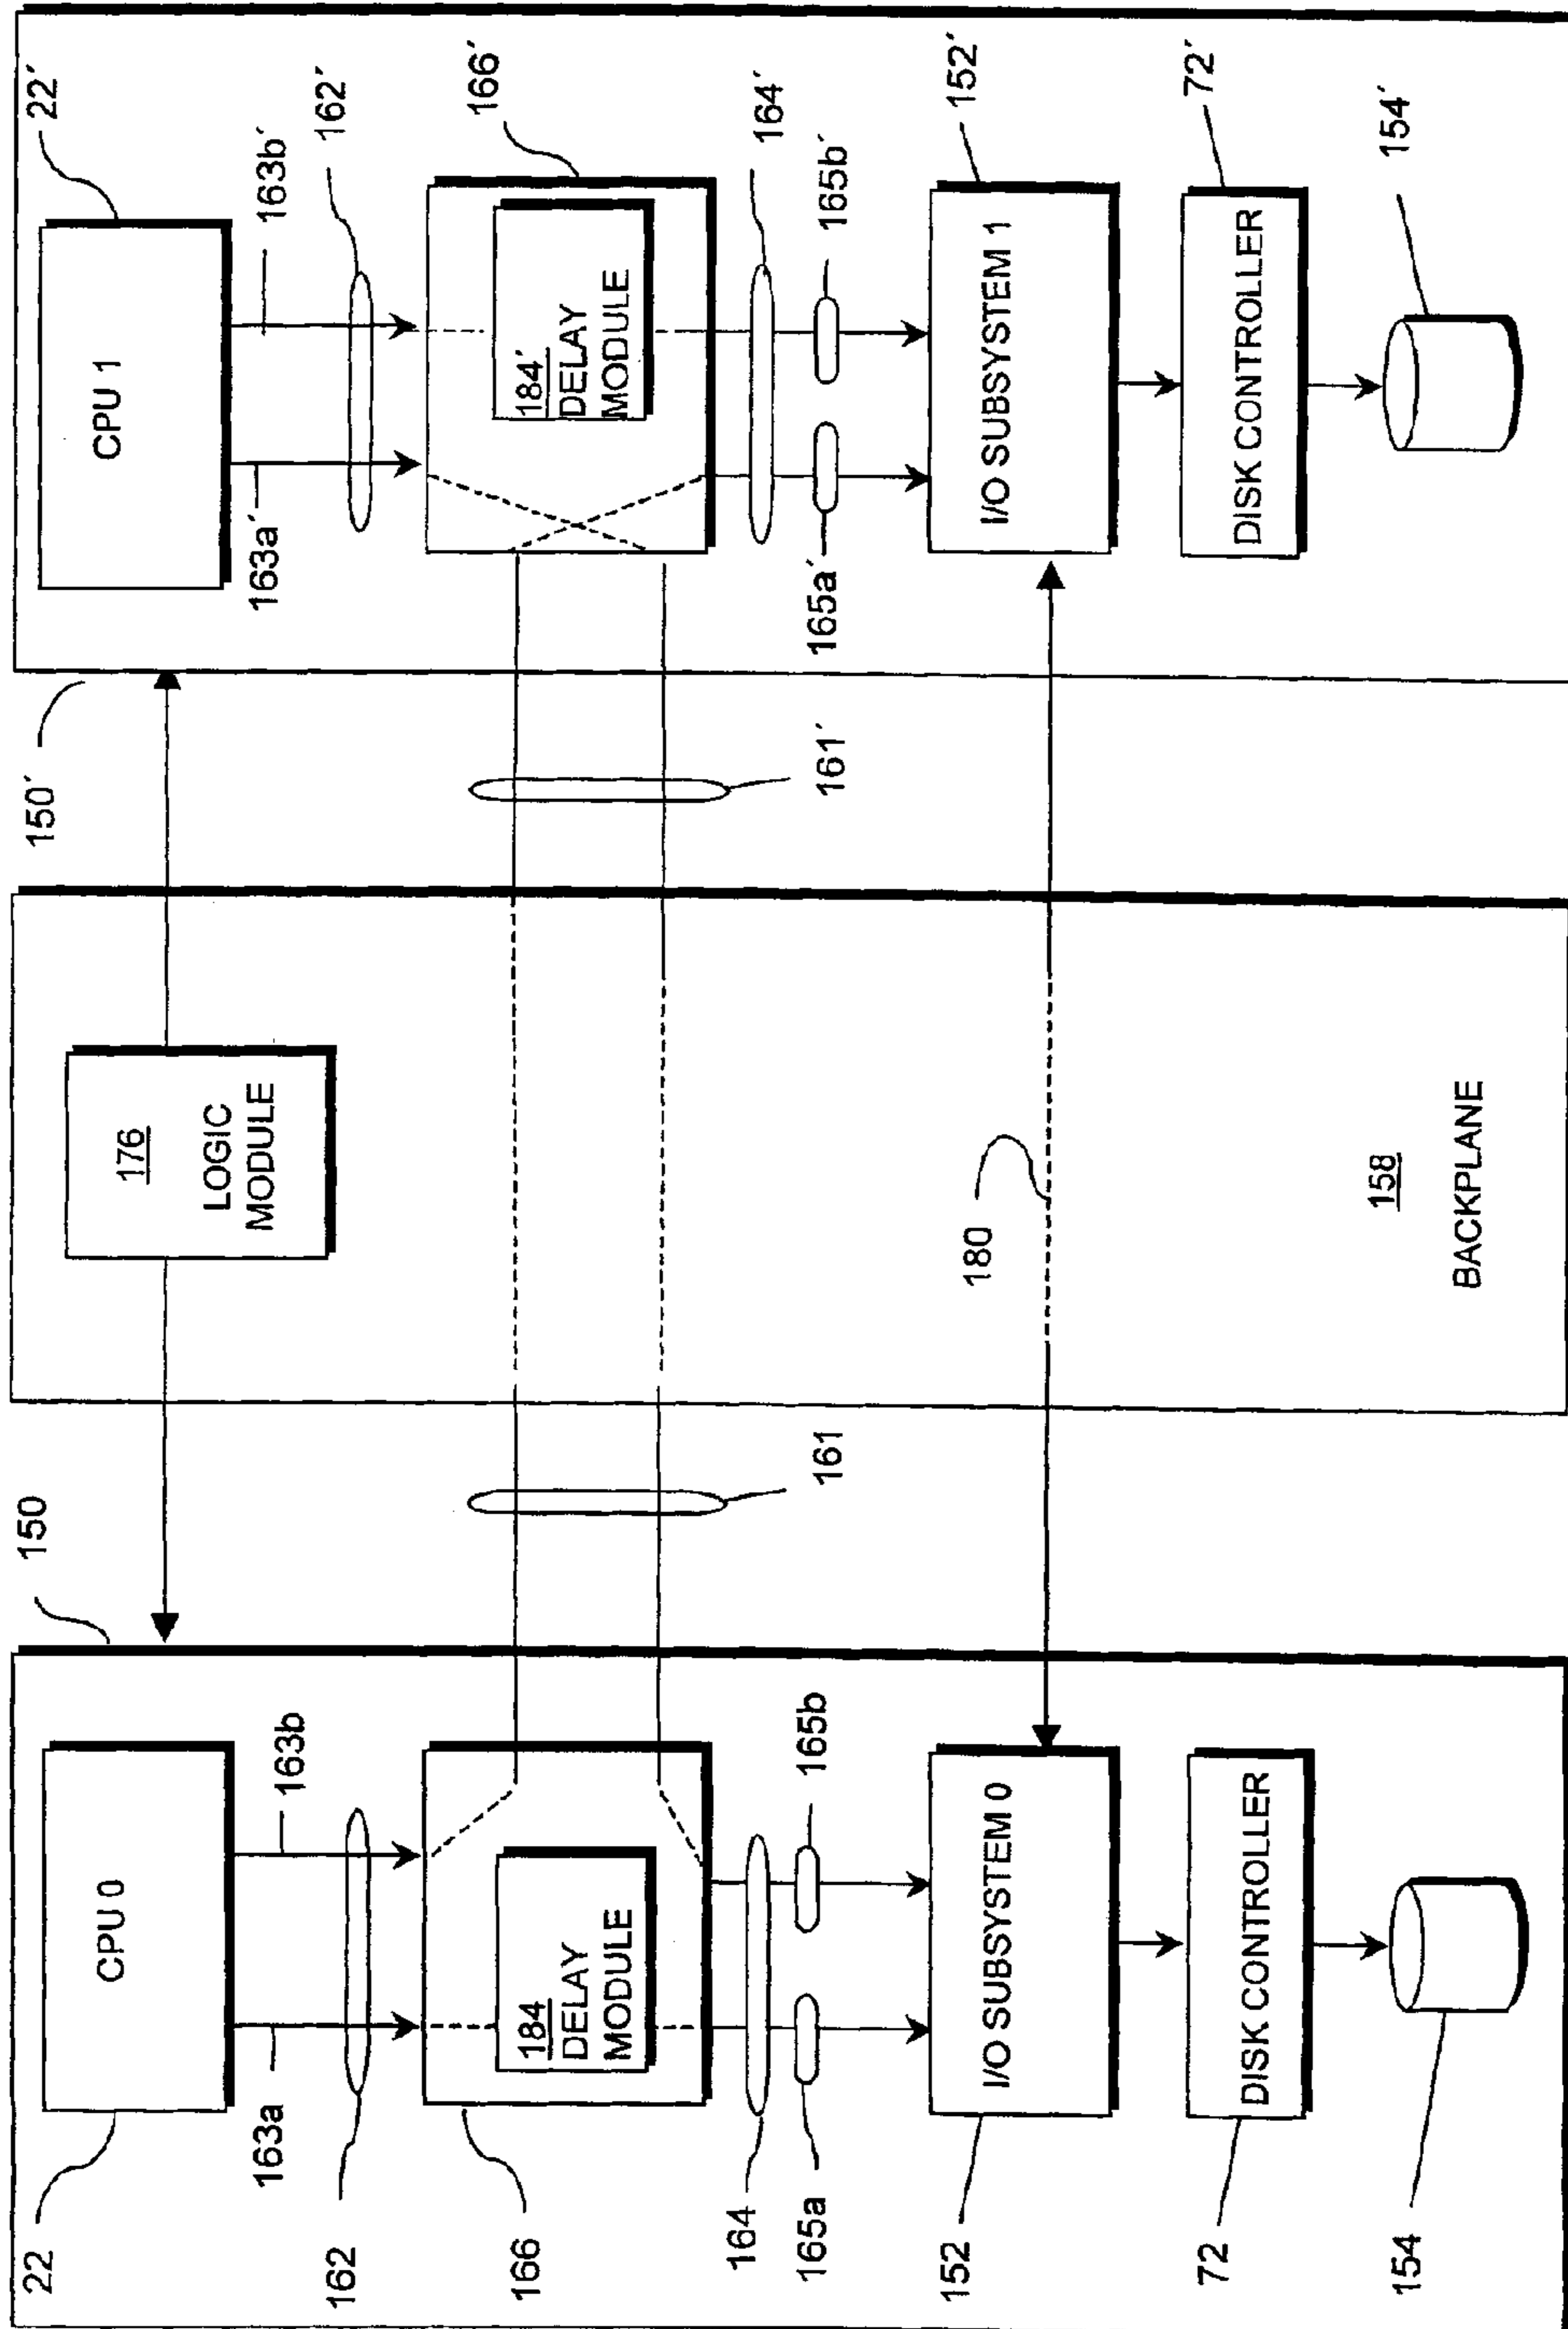 22
CPU 0
163a
163b
162
150
166
184
DELAY
MODULE
161
164
165a
165b
152
I/O SUBSYSTEM 0
72
DISK CONTROLLER
154
176
LOGIC
MODULE
180
158
BACKPLANE
150′
CPU 1
22′
163a′
163b′
162′
166′
184′
DELAY
MODULE
161′
164′
165a′
165b′
I/O SUBSYSTEM 1
152′
DISK CONTROLLER
72′
154′